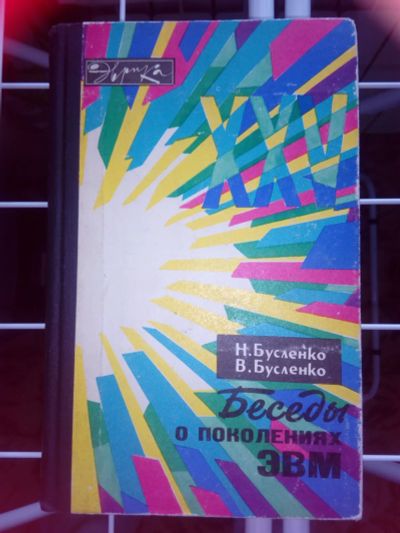 Эврика
XXV
Н. Бусленко
В. Бусленко
Беседы
о поколениях
ЭВМ